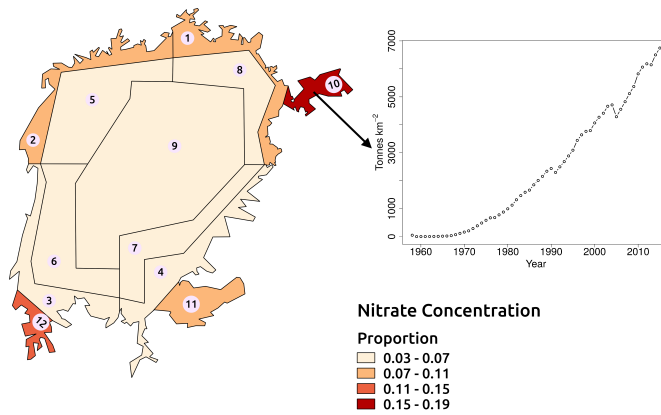 1
8
10
5
2
9
7
6
4
3
11
12
7000
5000
3000
1000
0
Tonnes km⁻²
1960 1970 1980 1990 2000 2010
Year
Nitrate Concentration
Proportion
0.03 - 0.07
0.07 - 0.11
0.11 - 0.15
0.15 - 0.19